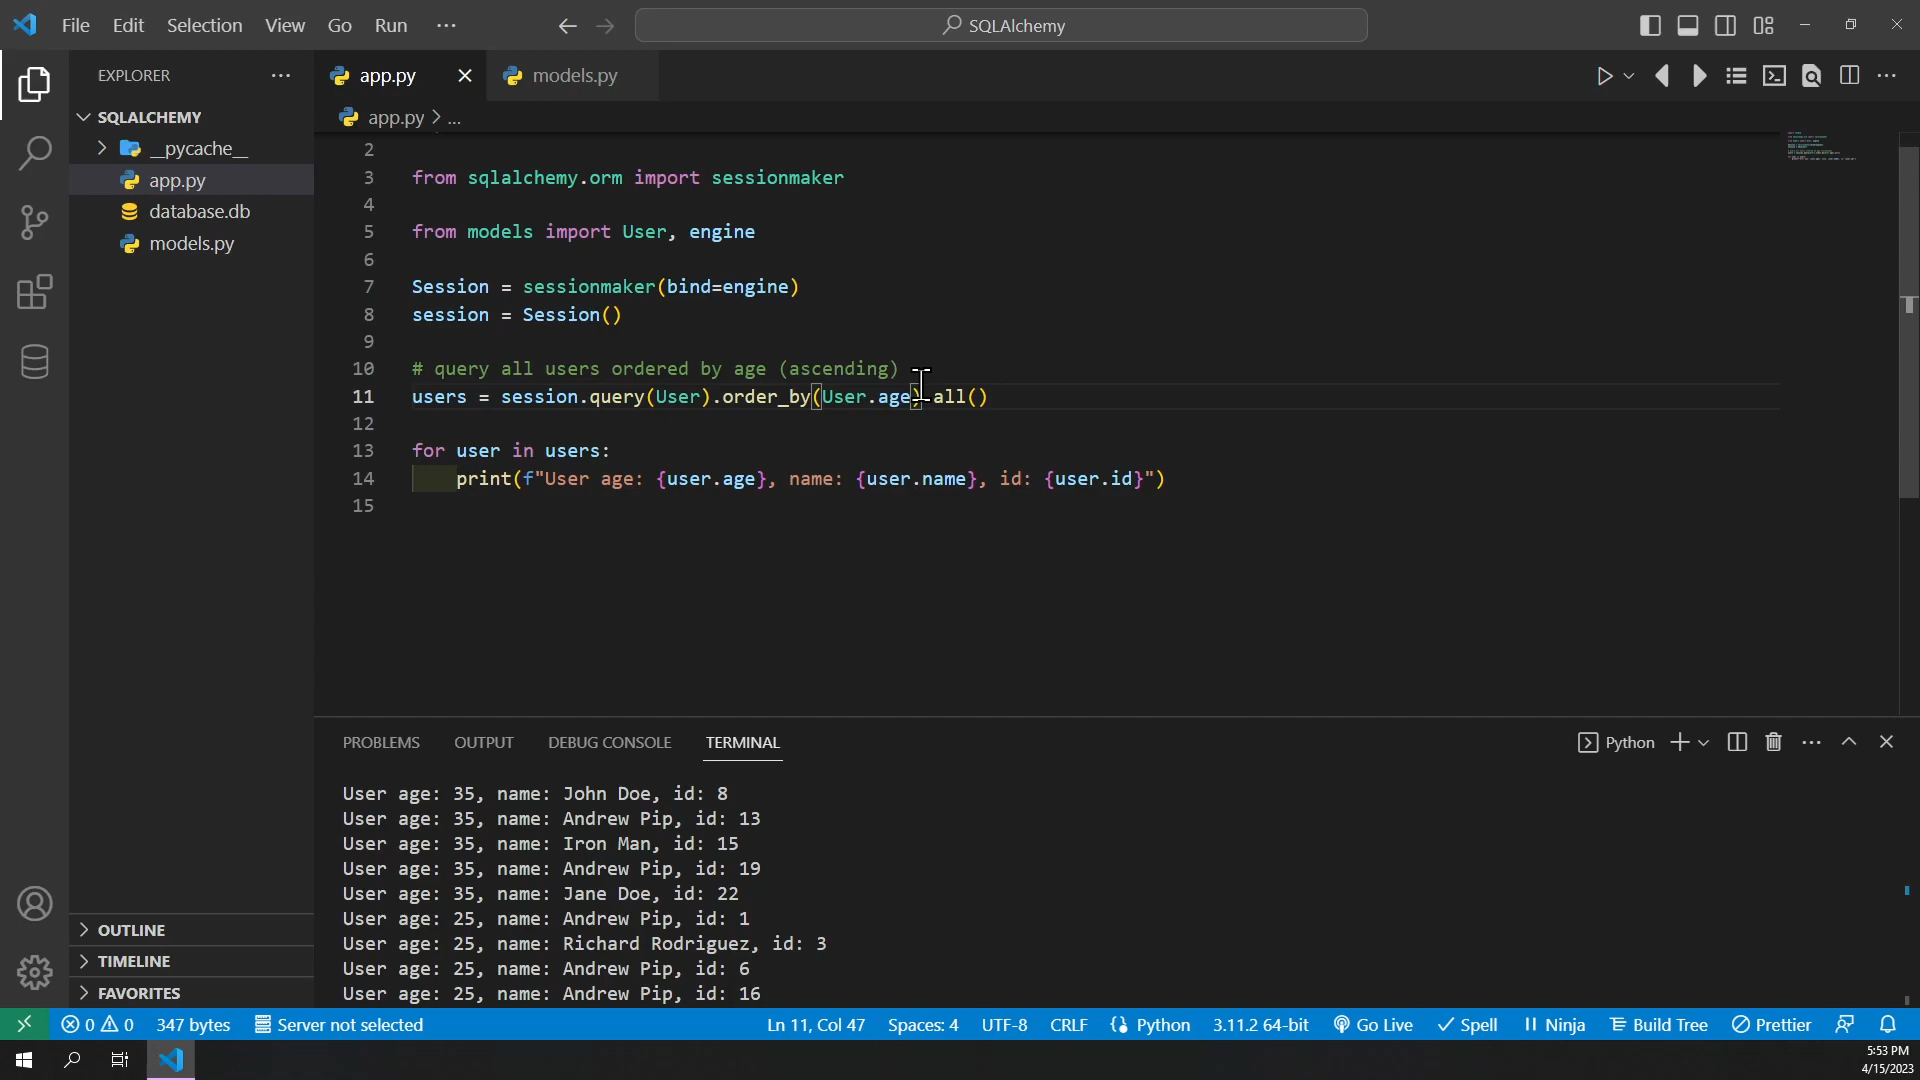 File Edit Selection View Go Run ...
SQLAlchemy
EXPLORER
app.py
models.py
SQLALCHEMY
app.py > ...
__pycache__
app.py
database.db
models.py
2
3 from sqlalchemy.orm import sessionmaker
4
5 from models import User, engine
6
7 Session = sessionmaker(bind=engine)
8 session = Session()
9
10 # query all users ordered by age (ascending)
11 users = session.query(User).order_by(User.age).all()
12
13 for user in users:
14 print(f"User age: {user.age}, name: {user.name}, id: {user.id}")
15
PROBLEMS OUTPUT DEBUG CONSOLE TERMINAL
Python
User age: 35, name: John Doe, id: 8
User age: 35, name: Andrew Pip, id: 13
User age: 35, name: Iron Man, id: 15
User age: 35, name: Andrew Pip, id: 19
User age: 35, name: Jane Doe, id: 22
User age: 25, name: Andrew Pip, id: 1
User age: 25, name: Richard Rodriguez, id: 3
User age: 25, name: Andrew Pip, id: 6
User age: 25, name: Andrew Pip, id: 16
OUTLINE
TIMELINE
FAVORITES
0 0 347 bytes Server not selected Ln 11, Col 47 Spaces: 4 UTF-8 CRLF Python 3.11.2 64-bit Go Live Spell Ninja Build Tree Prettier
5:53 PM
4/15/2023